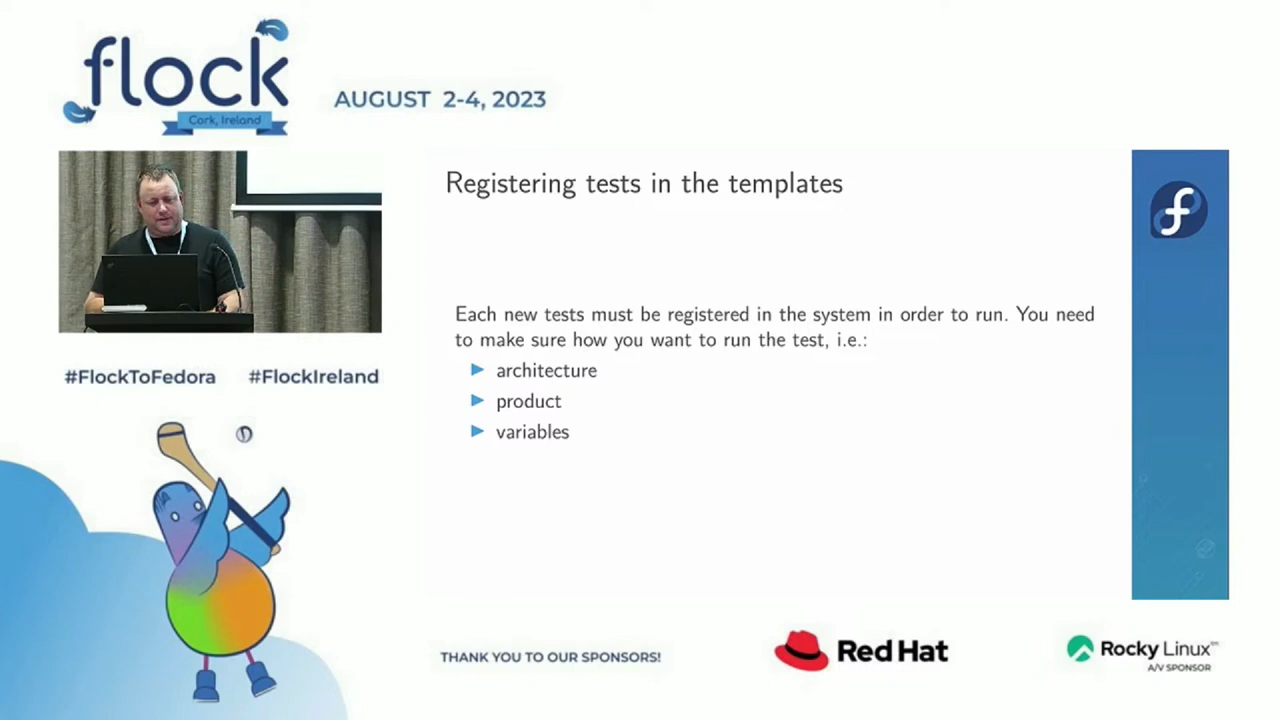 flock
Cork, Ireland
AUGUST 2-4, 2023
Registering tests in the templates
Each new tests must be registered in the system in order to run. You need
to make sure how you want to run the test, i.e.:
architecture
product
variables
#FlockToFedora #FlockIreland
THANK YOU TO OUR SPONSORS!
Red Hat
Rocky Linux™
A/V SPONSOR